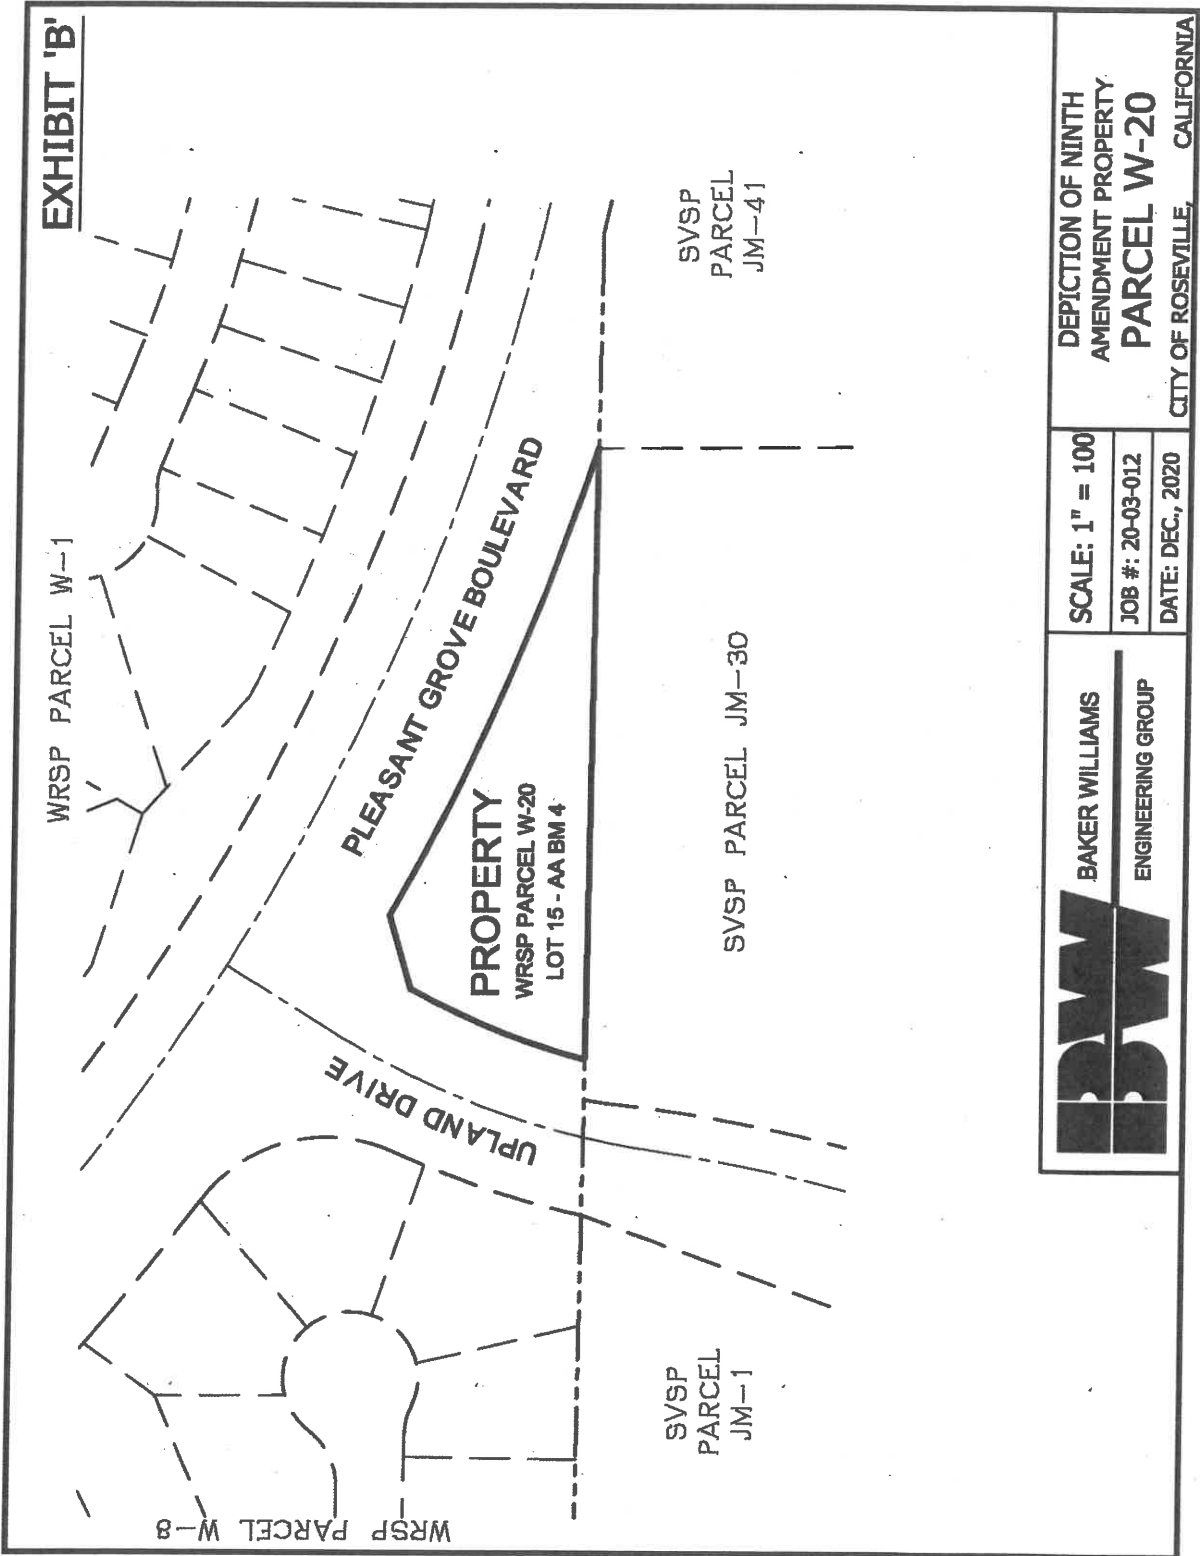 EXHIBIT 'B'
WRSP PARCEL W-1
PLEASANT GROVE BOULEVARD
UPLAND DRIVE
PROPERTY
WRSP PARCEL W-20
LOT 15 - AA BM 4
WRSP PARCEL W-8
SVSP
PARCEL
JM-1
SVSP PARCEL JM-30
SVSP
PARCEL
JM-41
BW
BAKER WILLIAMS
ENGINEERING GROUP
SCALE: 1" = 100
JOB #: 20-03-012
DATE: DEC., 2020
DEPICTION OF NINTH
AMENDMENT PROPERTY
PARCEL W-20
CITY OF ROSEVILLE, CALIFORNIA